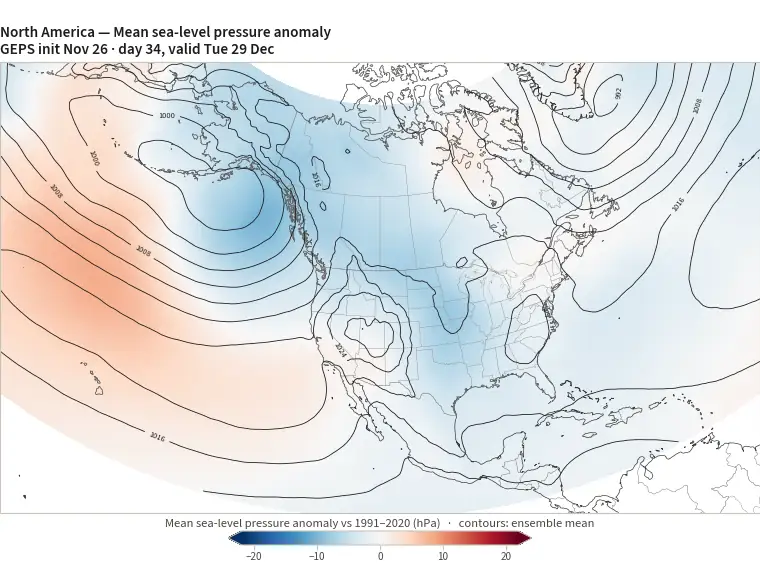 North America — Mean sea-level pressure anomaly
GEPS init Nov 26 · day 34, valid Tue 29 Dec
1000
992
1008
1000
1016
1008
1016
1008
1024
1016
Mean sea-level pressure anomaly vs 1991–2020 (hPa) · contours: ensemble mean
−20 −10 0 10 20